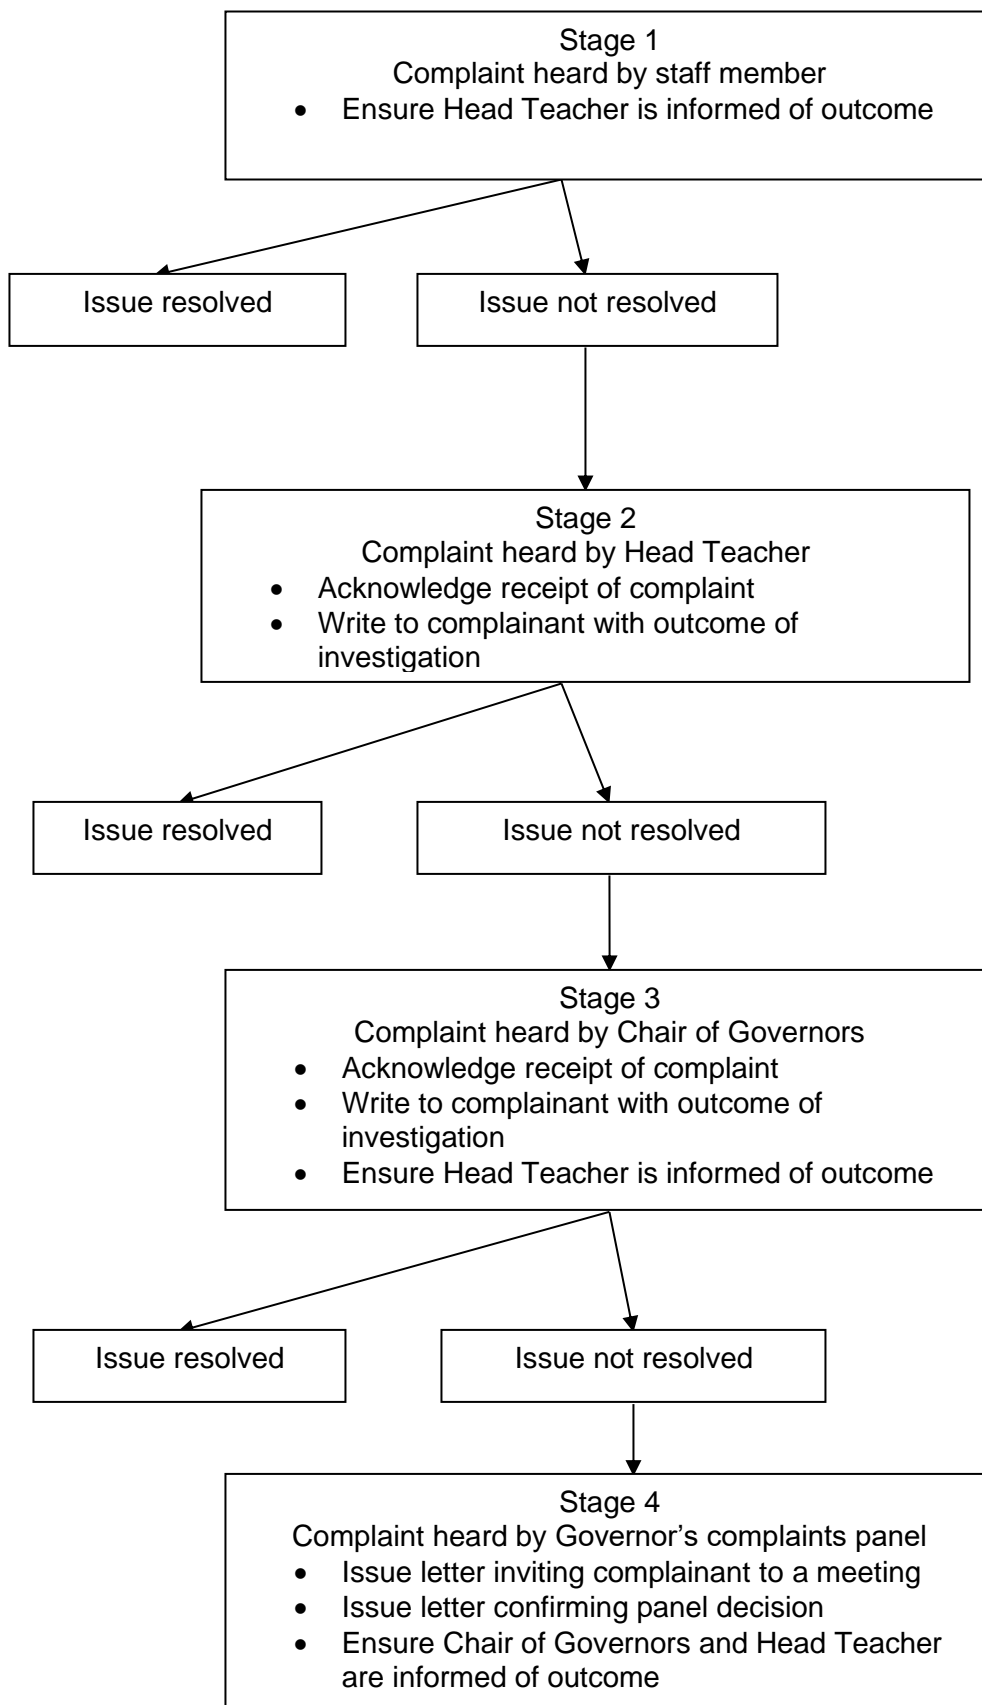 Stage 1
Complaint heard by staff member
• Ensure Head Teacher is informed of outcome
Issue resolved
Issue not resolved
Stage 2
Complaint heard by Head Teacher
• Acknowledge receipt of complaint
• Write to complainant with outcome of
investigation
Issue resolved
Issue not resolved
Stage 3
Complaint heard by Chair of Governors
• Acknowledge receipt of complaint
• Write to complainant with outcome of
investigation
• Ensure Head Teacher is informed of outcome
Issue resolved
Issue not resolved
Stage 4
Complaint heard by Governor’s complaints panel
• Issue letter inviting complainant to a meeting
• Issue letter confirming panel decision
• Ensure Chair of Governors and Head Teacher
are informed of outcome